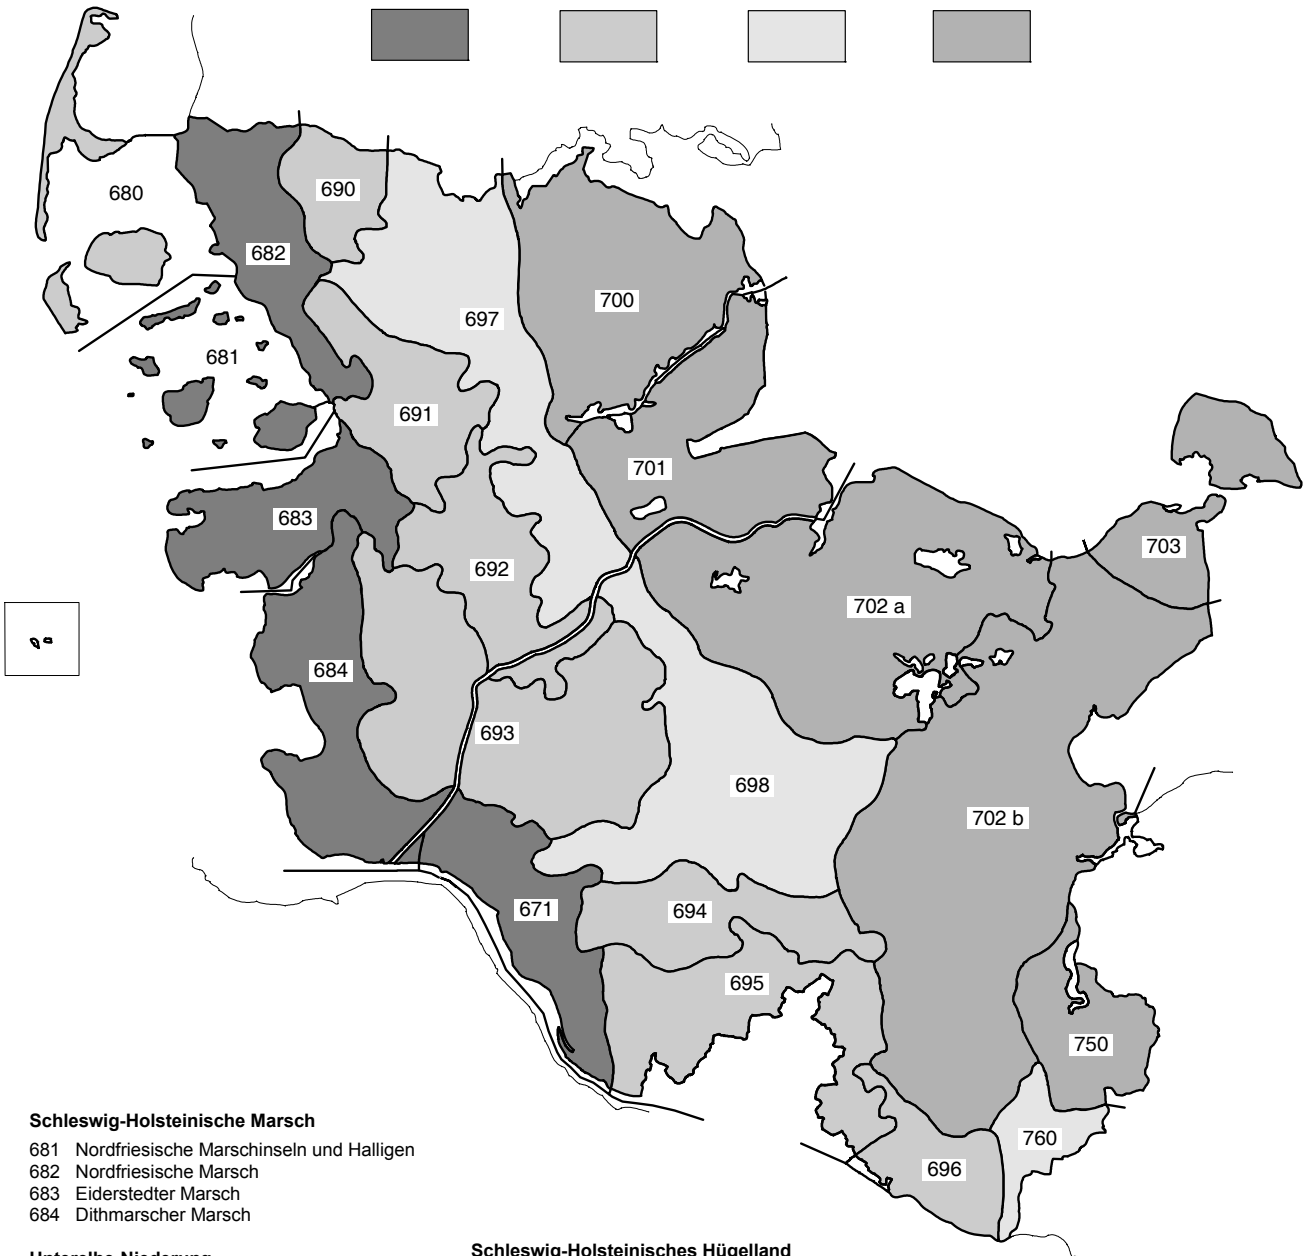 680
690
682
697
700
681
691
701
683
703
692
702 a
684
693
698
702 b
671
694
695
750
760
696
Schleswig-Holsteinische Marsch
681 Nordfriesische Marschinseln und Halligen
682 Nordfriesische Marsch
683 Eiderstedter Marsch
684 Dithmarscher Marsch
Unterelbe-Niederung
Schleswig-Holsteinisches Hügelland